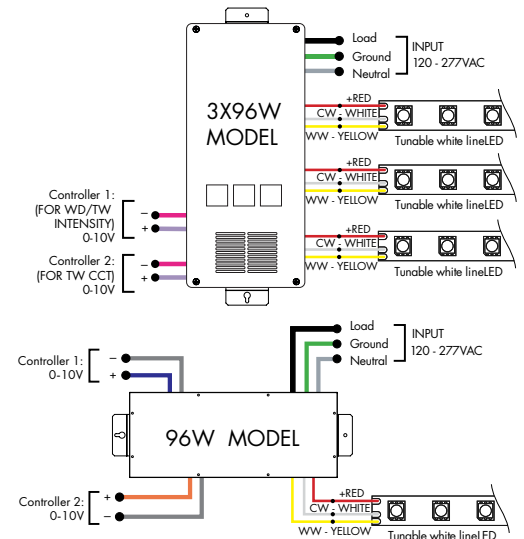 Load
Ground
Neutral
INPUT
120 - 277VAC
3X96W
MODEL
+RED
CW - WHITE
WW - YELLOW
Tunable white lineLED
+RED
CW - WHITE
WW - YELLOW
Tunable white lineLED
+RED
CW - WHITE
WW - YELLOW
Tunable white lineLED
Controller 1:
(FOR WD/TW
INTENSITY)
0-10V
–
+
Controller 2:
(FOR TW CCT)
0-10V
–
+
Load
Ground
Neutral
INPUT
120 - 277VAC
Controller 1:
0-10V
–
+
96W MODEL
Controller 2:
0-10V
+
–
+RED
CW - WHITE
WW - YELLOW
Tunable white lineLED